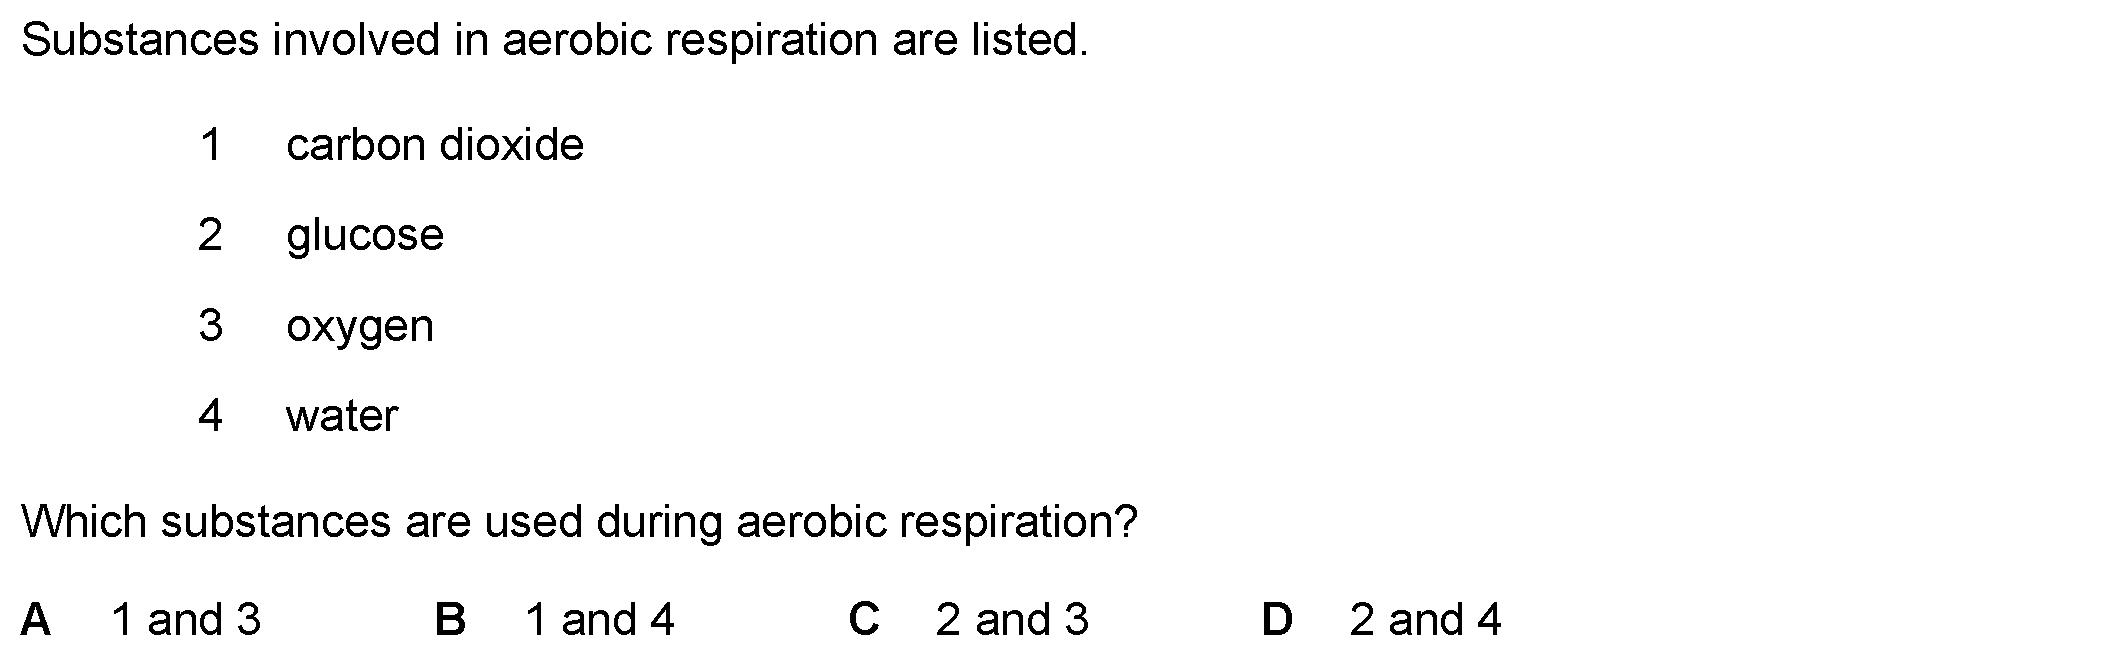 Substances involved in aerobic respiration are listed.
1 carbon dioxide
2 glucose
3 oxygen
4 water
Which substances are used during aerobic respiration?
A 1 and 3 B 1 and 4 C 2 and 3 D 2 and 4